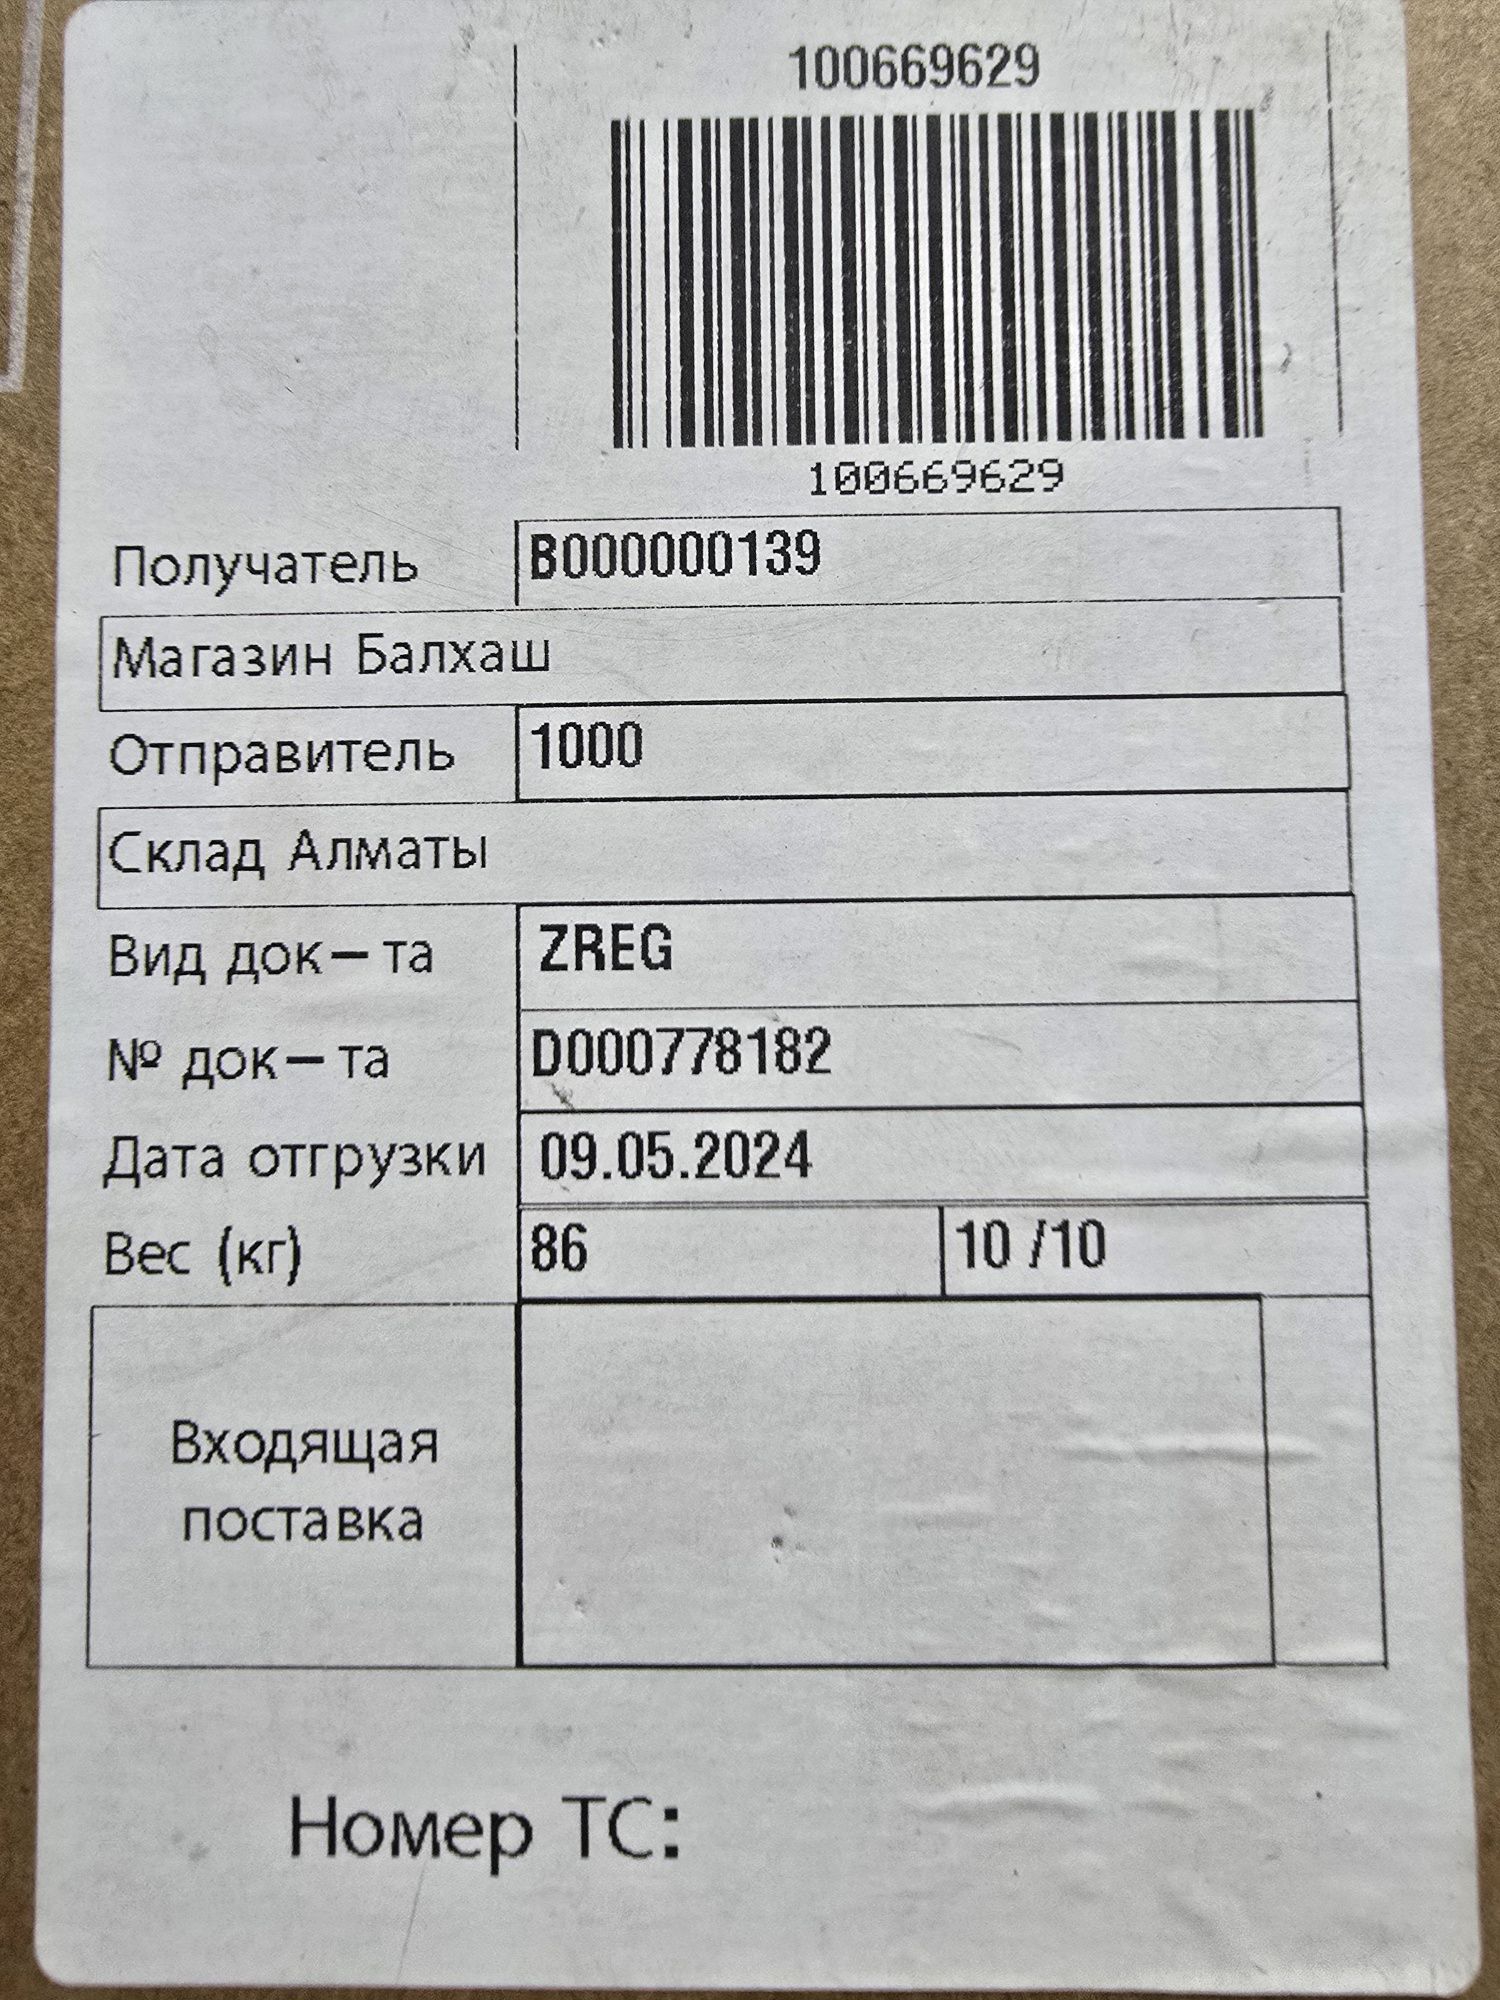 100669629
100669629
Получатель B000000139
Магазин Балхаш
Отправитель 1000
Склад Алматы
Вид док-та ZREG
№ док-та D000778182
Дата отгрузки 09.05.2024
Вес (кг) 86 10 /10
Входящая
поставка
Номер ТС: